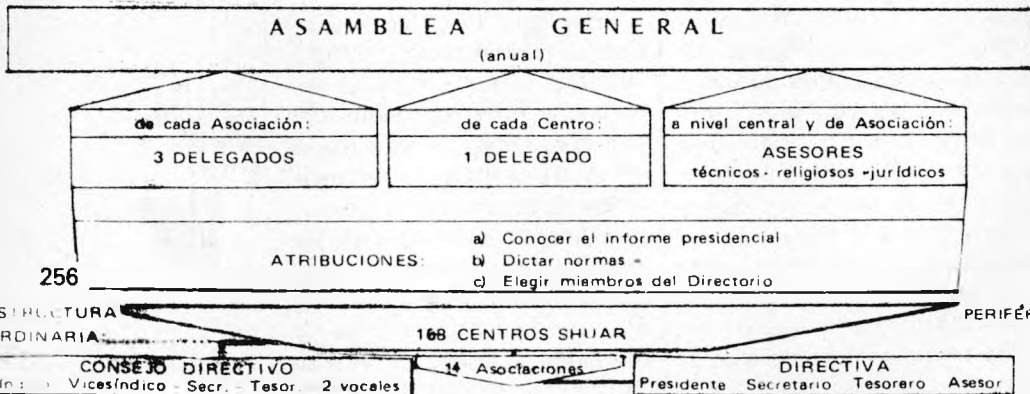 ASAMBLEA GENERAL
(anual)
de cada Asociación:
3 DELEGADOS
de cada Centro:
1 DELEGADO
a nivel central y de Asociación:
ASESORES
técnicos - religiosos - jurídicos
ATRIBUCIONES:
a) Conocer el informe presidencial
b) Dictar normas -
c) Elegir miembros del Directorio
256
168 CENTROS SHUAR
14 Asociaciones
CONSEJO DIRECTIVO
Vicesíndico - Secr. - Tesor. 2 vocales
DIRECTIVA
Presidente Secretario Tesorero Asesor